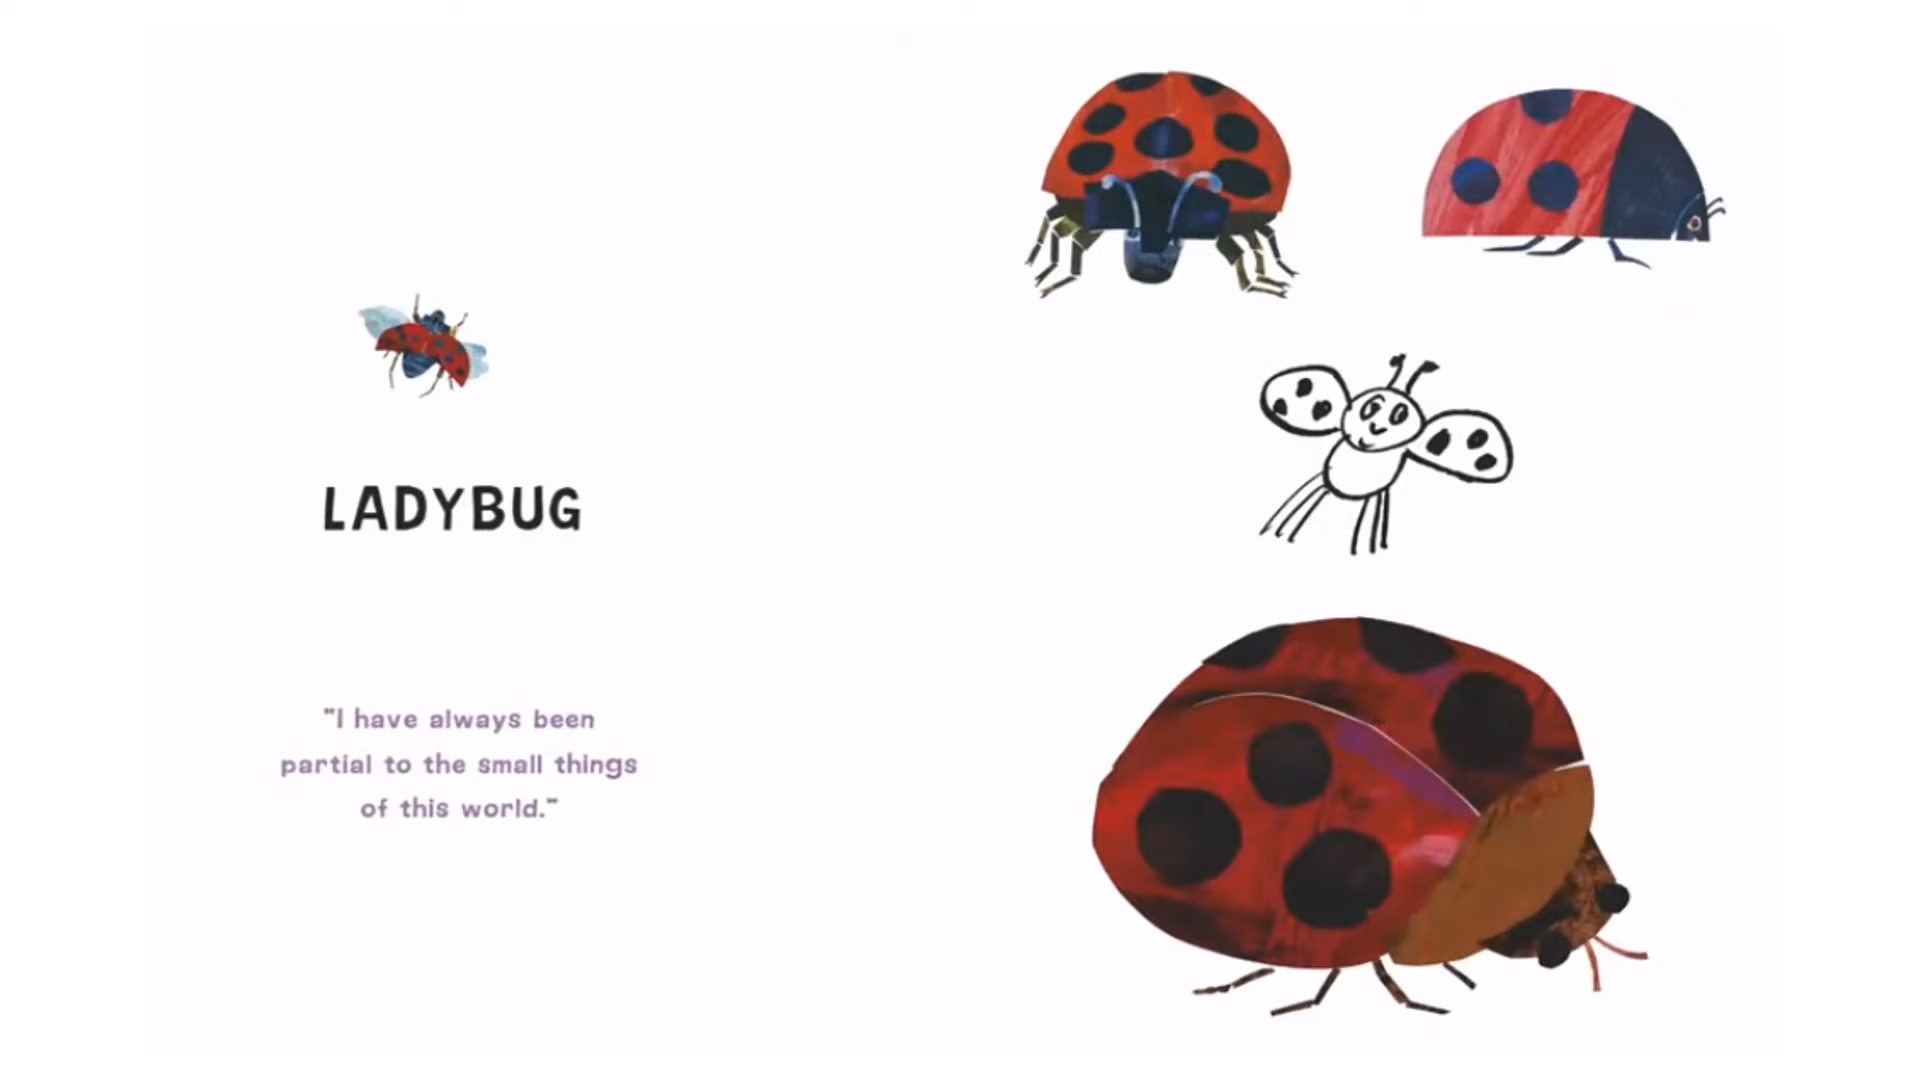 LADYBUG
"I have always been
partial to the small things
of this world."